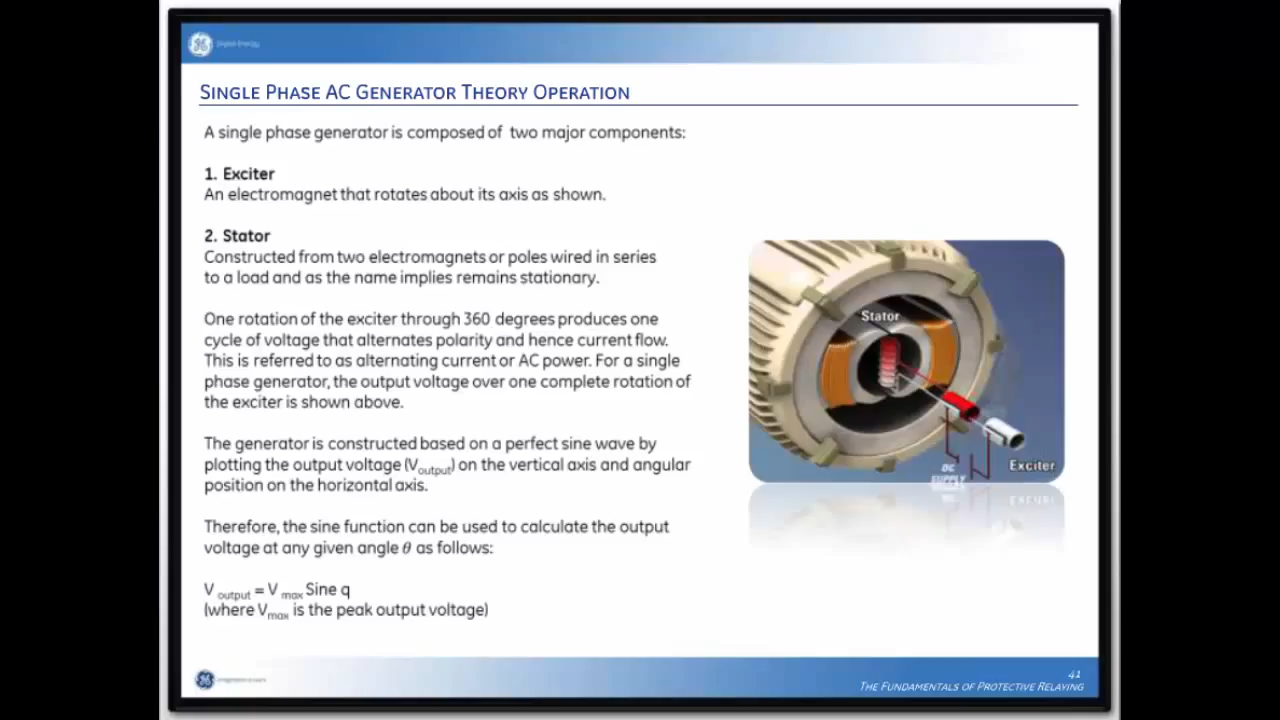 Digital Energy
SINGLE PHASE AC GENERATOR THEORY OPERATION
A single phase generator is composed of two major components:
1. Exciter
An electromagnet that rotates about its axis as shown.
2. Stator
Constructed from two electromagnets or poles wired in series
to a load and as the name implies remains stationary.
One rotation of the exciter through 360 degrees produces one
cycle of voltage that alternates polarity and hence current flow.
This is referred to as alternating current or AC power. For a single
phase generator, the output voltage over one complete rotation of
the exciter is shown above.
The generator is constructed based on a perfect sine wave by
plotting the output voltage (Voutput) on the vertical axis and angular
position on the horizontal axis.
Therefore, the sine function can be used to calculate the output
voltage at any given angle θ as follows:
V output = V max Sine q
(where Vmax is the peak output voltage)
Stator
DC
SUPPLY
Exciter
41
THE FUNDAMENTALS OF PROTECTIVE RELAYING